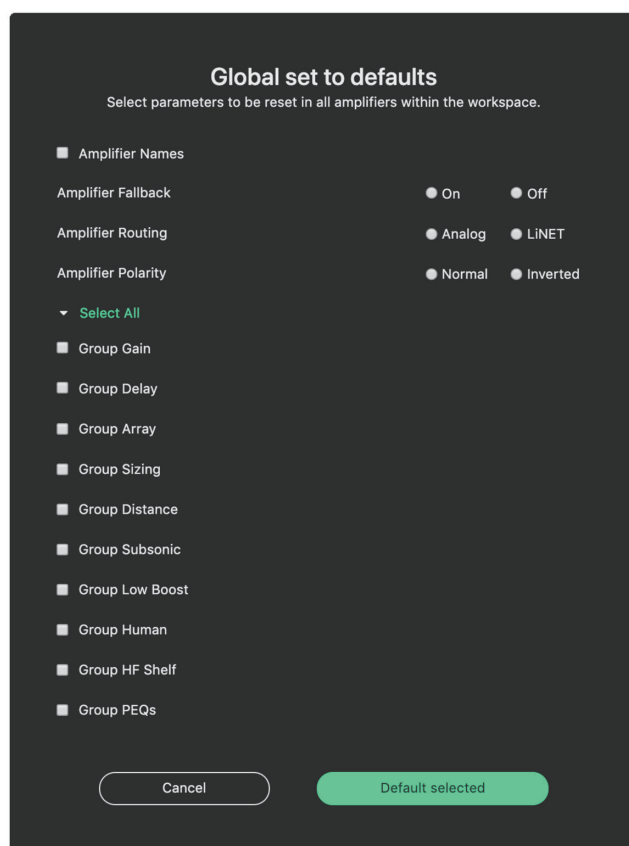 Global set to defaults
Select parameters to be reset in all amplifiers within the workspace.
Amplifier Names
Amplifier Fallback On Off
Amplifier Routing Analog LiNET
Amplifier Polarity Normal Inverted
Select All
Group Gain
Group Delay
Group Array
Group Sizing
Group Distance
Group Subsonic
Group Low Boost
Group Human
Group HF Shelf
Group PEQs
Cancel Default selected